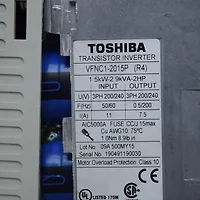 TOSHIBA
TRANSISTOR INVERTER
VFNC1-2015P (R4)
1.5kW-2.9kVA-2HP
INPUT OUTPUT
U(V) 3PH 200/240 3PH 200/240
F(Hz) 50/60 0.5/200
I(A) 11 7.5
AIC5000A FUSE CC/J 15max
Cu AWG10: 75°C
1.0Nm 8.9lb.in
Motor Overload Protection: Class 10
Lot No. 09A 500MY15
Serial No. 190491190030